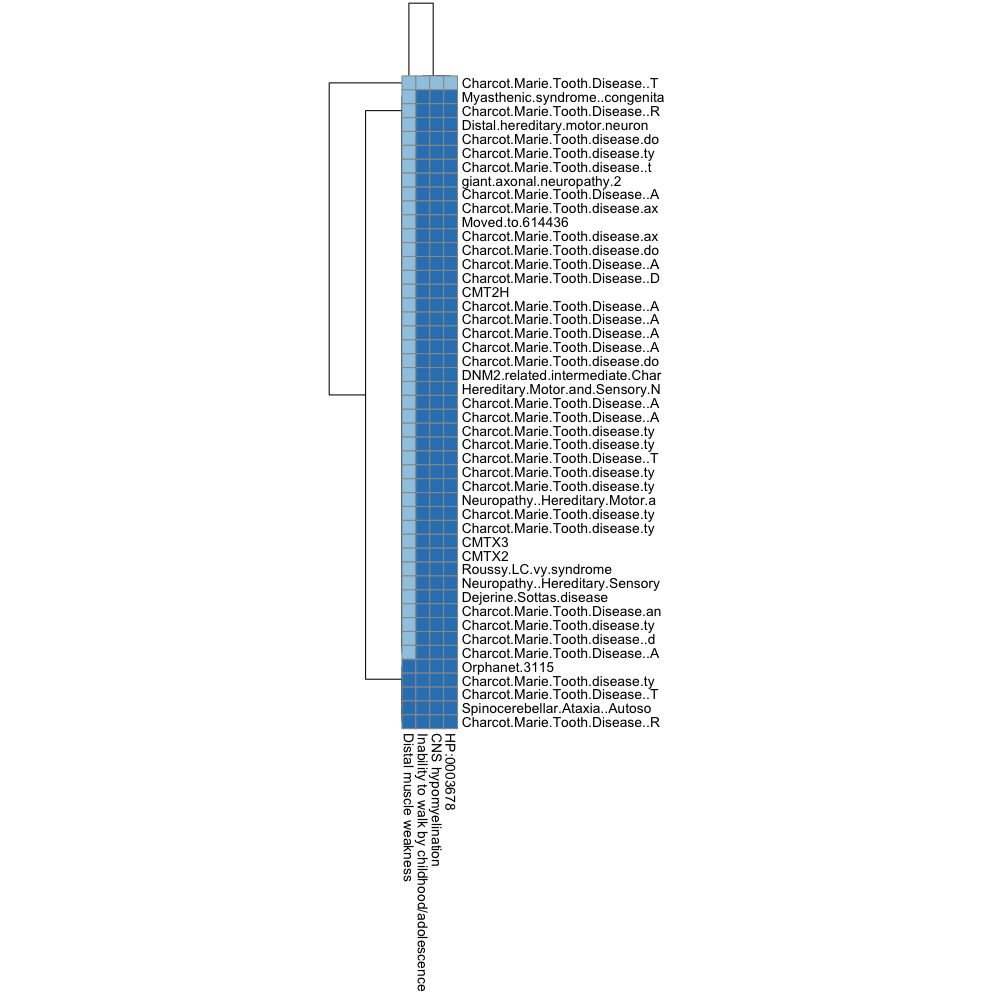 Charcot.Marie.Tooth.Disease..T
Myasthenic.syndrome..congenita
Charcot.Marie.Tooth.Disease..R
Distal.hereditary.motor.neuron
Charcot.Marie.Tooth.disease.do
Charcot.Marie.Tooth.disease.ty
Charcot.Marie.Tooth.disease..t
giant.axonal.neuropathy.2
Charcot.Marie.Tooth.Disease..A
Charcot.Marie.Tooth.disease.ax
Moved.to.614436
Charcot.Marie.Tooth.disease.ax
Charcot.Marie.Tooth.disease.do
Charcot.Marie.Tooth.Disease..A
Charcot.Marie.Tooth.Disease..D
CMT2H
Charcot.Marie.Tooth.Disease..A
Charcot.Marie.Tooth.Disease..A
Charcot.Marie.Tooth.Disease..A
Charcot.Marie.Tooth.Disease..A
Charcot.Marie.Tooth.disease.do
DNM2.related.intermediate.Char
Hereditary.Motor.and.Sensory.N
Charcot.Marie.Tooth.Disease..A
Charcot.Marie.Tooth.Disease..A
Charcot.Marie.Tooth.disease.ty
Charcot.Marie.Tooth.disease.ty
Charcot.Marie.Tooth.Disease..T
Charcot.Marie.Tooth.disease.ty
Charcot.Marie.Tooth.disease.ty
Neuropathy..Hereditary.Motor.a
Charcot.Marie.Tooth.disease.ty
Charcot.Marie.Tooth.disease.ty
CMTX3
CMTX2
Roussy.LC.vy.syndrome
Neuropathy..Hereditary.Sensory
Dejerine.Sottas.disease
Charcot.Marie.Tooth.Disease.an
Charcot.Marie.Tooth.disease.ty
Charcot.Marie.Tooth.disease..d
Charcot.Marie.Tooth.Disease..A
Orphanet.3115
Charcot.Marie.Tooth.disease.ty
Charcot.Marie.Tooth.Disease..T
Spinocerebellar.Ataxia..Autoso
Charcot.Marie.Tooth.Disease..R
Distal muscle weakness
Inability to walk by childhood/adolescence
CNS hypomyelination
HP:0003678